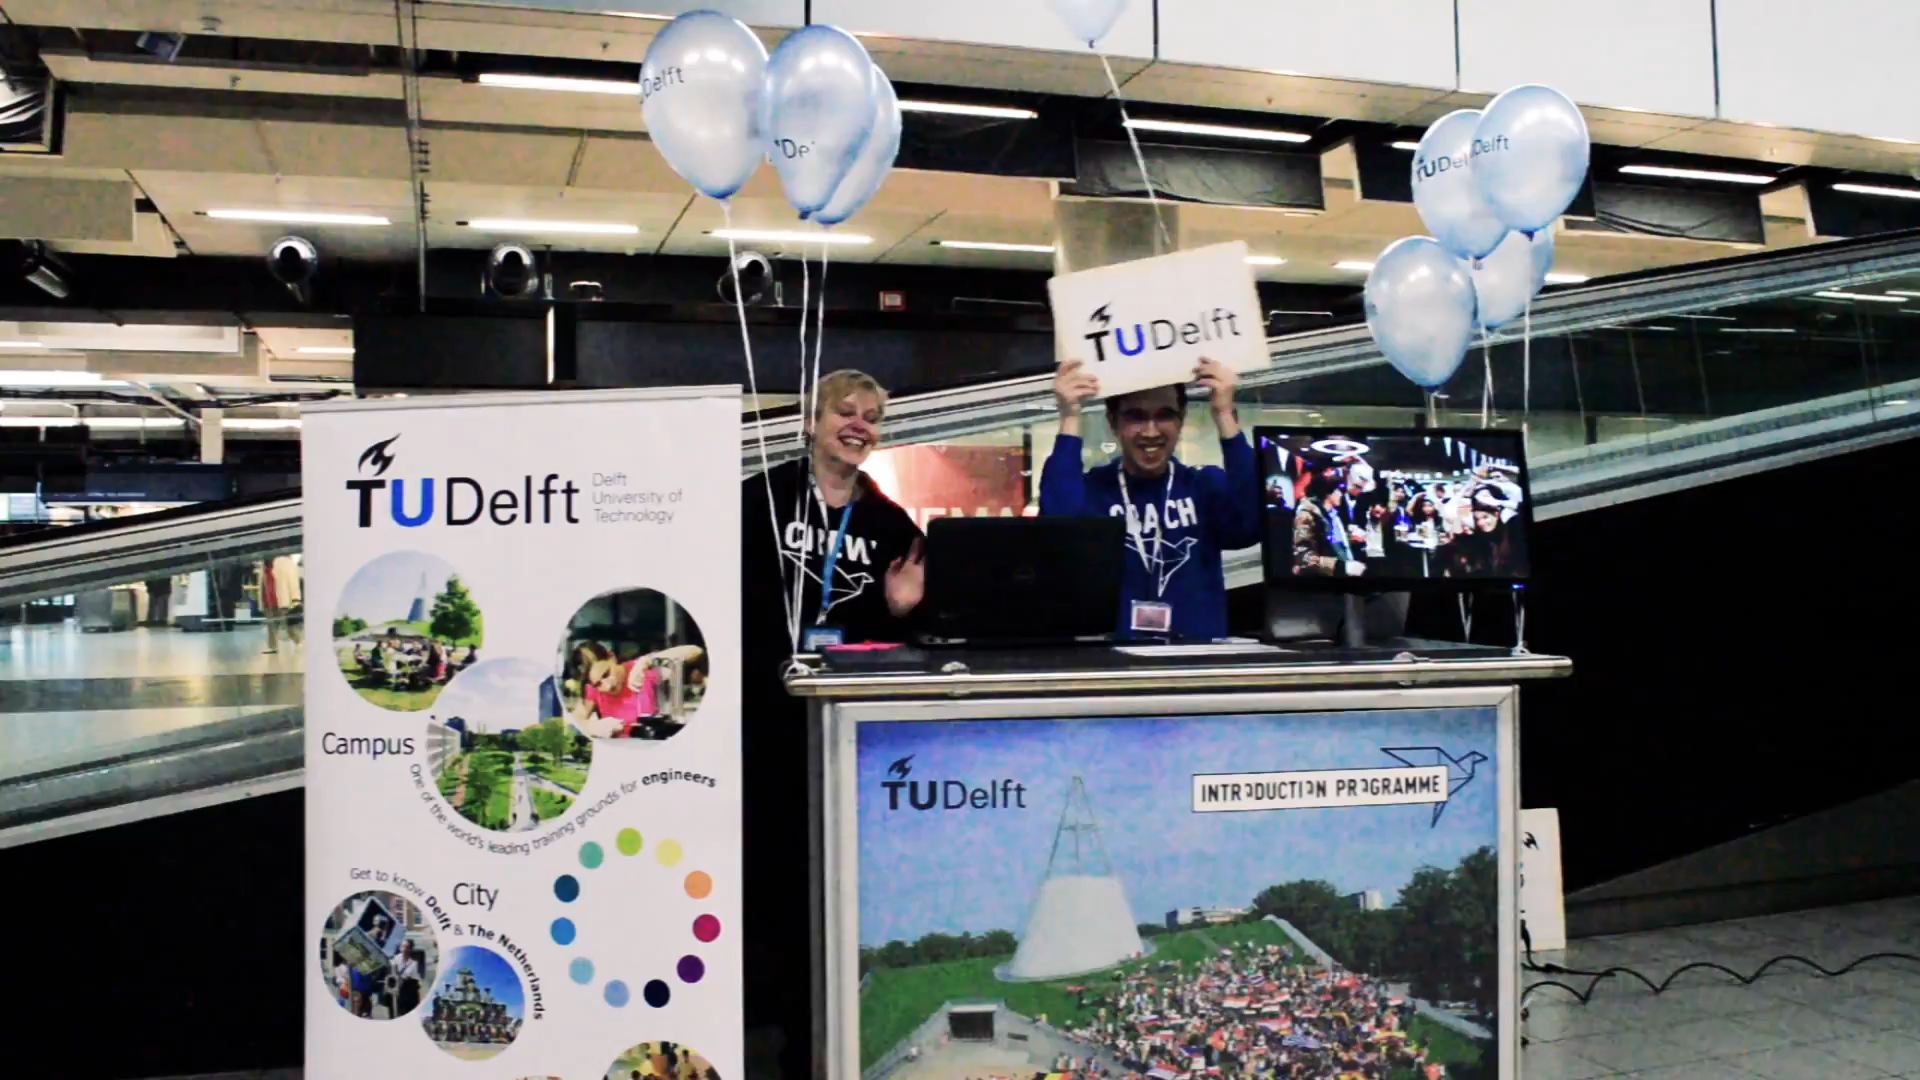 Delft
TUDelft
Delft
TUDelft
TUDelft
Delft
University of
Technology
CREW
COACH
Campus
One of the world's leading training grounds for engineers
Get to know Delft & The Netherlands
City
TUDelft
INTRODUCTION PROGRAMME